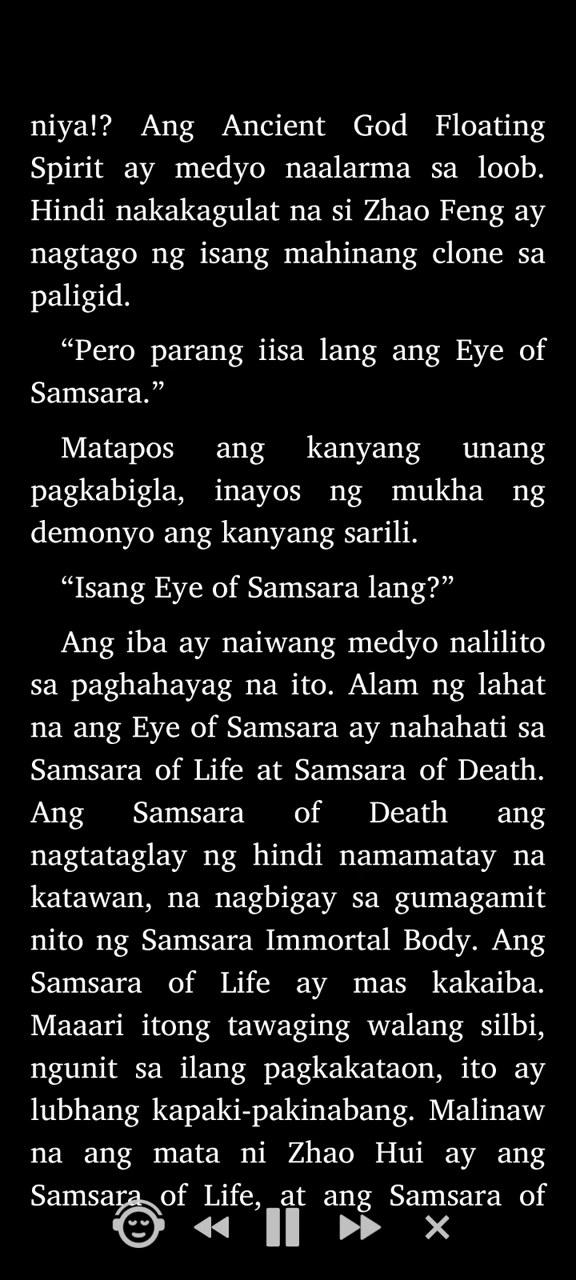 niya!? Ang Ancient God Floating
Spirit ay medyo naalarma sa loob.
Hindi nakakagulat na si Zhao Feng ay
nagtago ng isang mahinang clone sa
paligid.
“Pero parang iisa lang ang Eye of
Samsara.”
Matapos ang kanyang unang
pagkabigla, inayos ng mukha ng
demonyo ang kanyang sarili.
“Isang Eye of Samsara lang?”
Ang iba ay naiwang medyo nalilito
sa paghahayag na ito. Alam ng lahat
na ang Eye of Samsara ay nahahati sa
Samsara of Life at Samsara of Death.
Ang Samsara of Death ang
nagtataglay ng hindi namamatay na
katawan, na nagbigay sa gumagamit
nito ng Samsara Immortal Body. Ang
Samsara of Life ay mas kakaiba.
Maaari itong tawaging walang silbi,
ngunit sa ilang pagkakataon, ito ay
lubhang kapaki-pakinabang. Malinaw
na ang mata ni Zhao Hui ay ang
Samsara of Life, at ang Samsara of